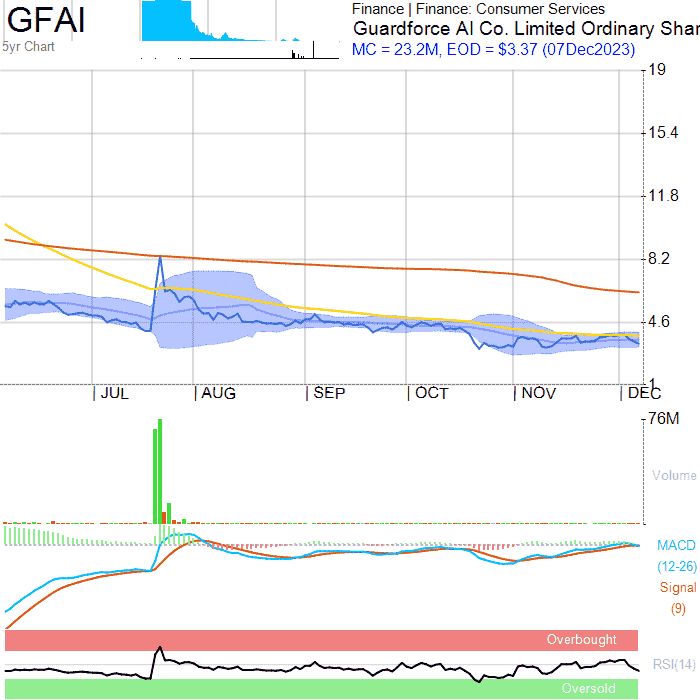 GFAI
5yr Chart
Finance | Finance: Consumer Services
Guardforce AI Co. Limited Ordinary Shar
MC = 23.2M, EOD = $3.37 (07Dec2023)
19
15.4
11.8
8.2
4.6
1
JUL AUG SEP OCT NOV DEC
76M
Volume
MACD
(12-26)
Signal
(9)
Overbought
RSI(14)
Oversold